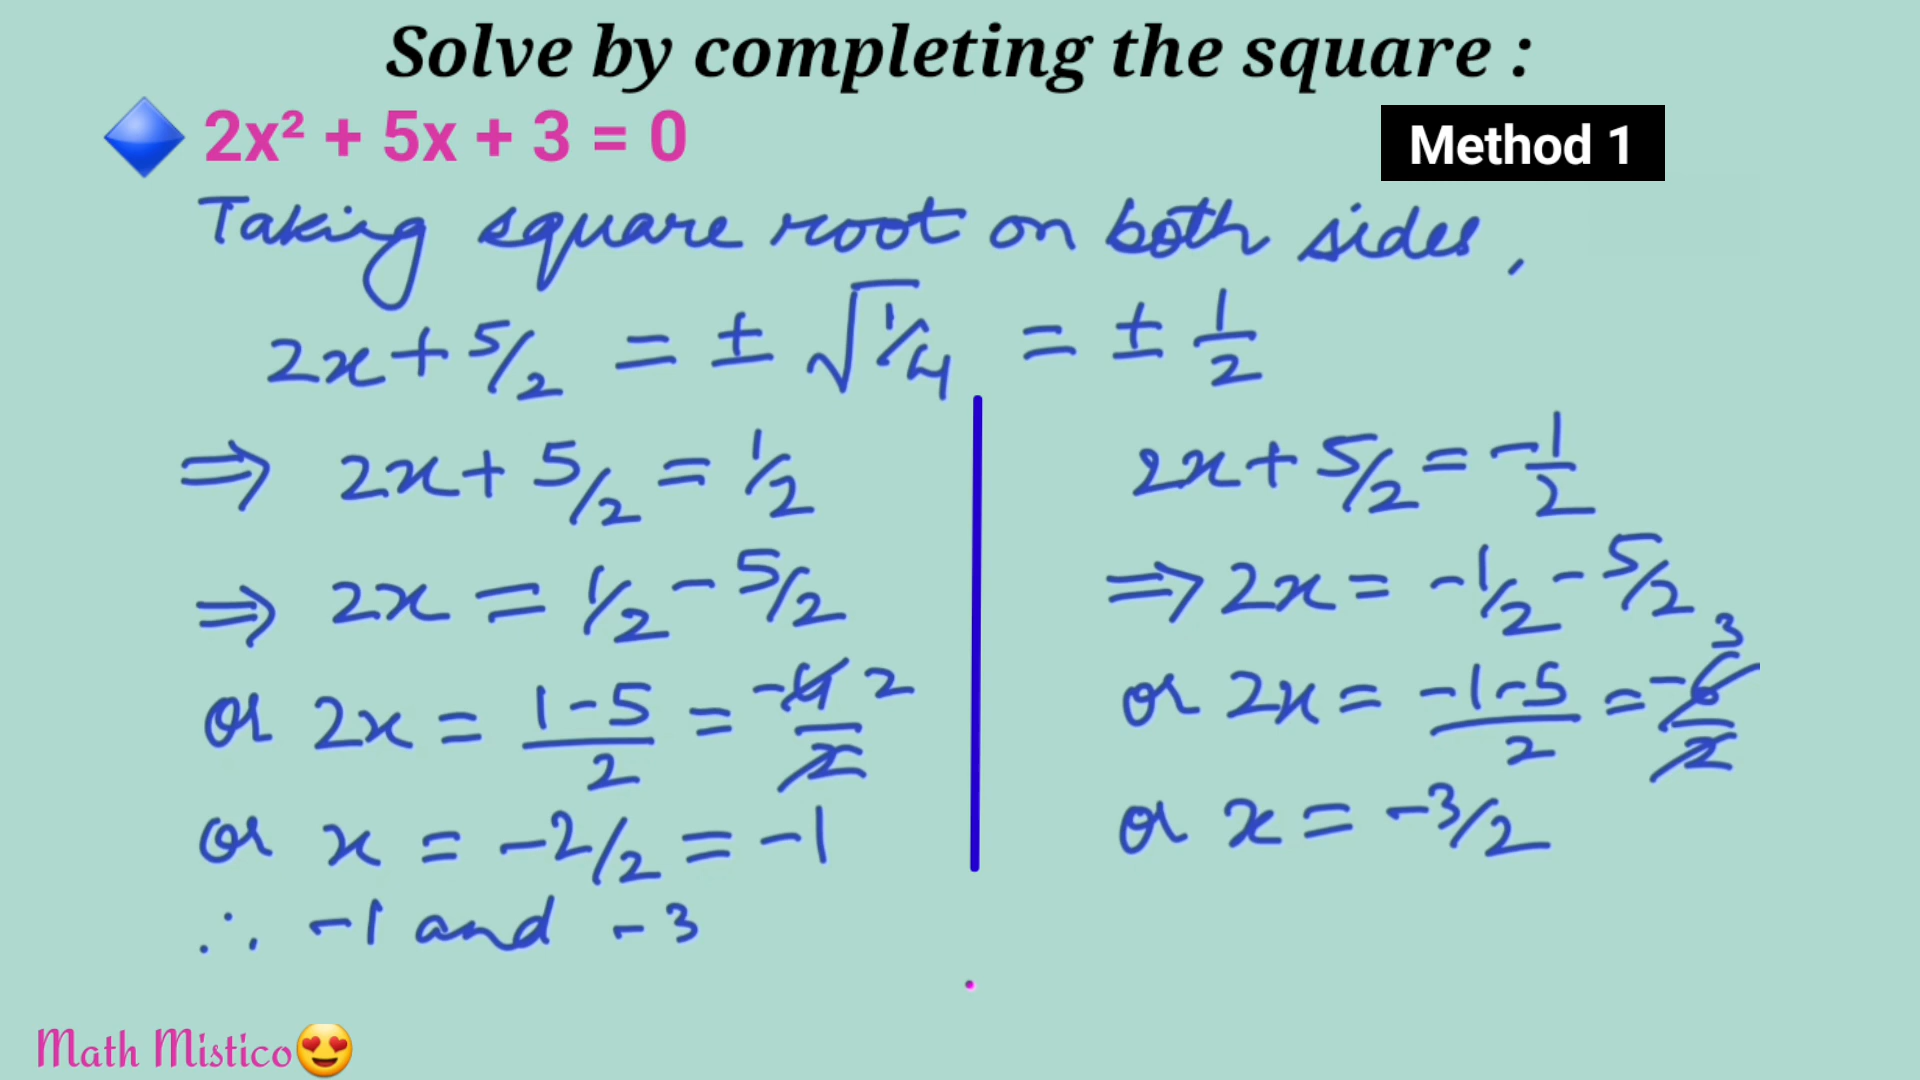 Solve by completing the square :
2x² + 5x + 3 = 0
Method 1
Taking square root on both sides,
2x + 5/2 = ± √1/4 = ± 1/2
⇒ 2x + 5/2 = 1/2
⇒ 2x = 1/2 - 5/2
or 2x = 1-5/2 = -4/2 2
or x = -2/2 = -1
2x + 5/2 = -1/2
⇒ 2x = -1/2 - 5/2
or 2x = -1-5/2 = -6/2 3
or x = -3/2
∴ -1 and -3
Math Mistico😍